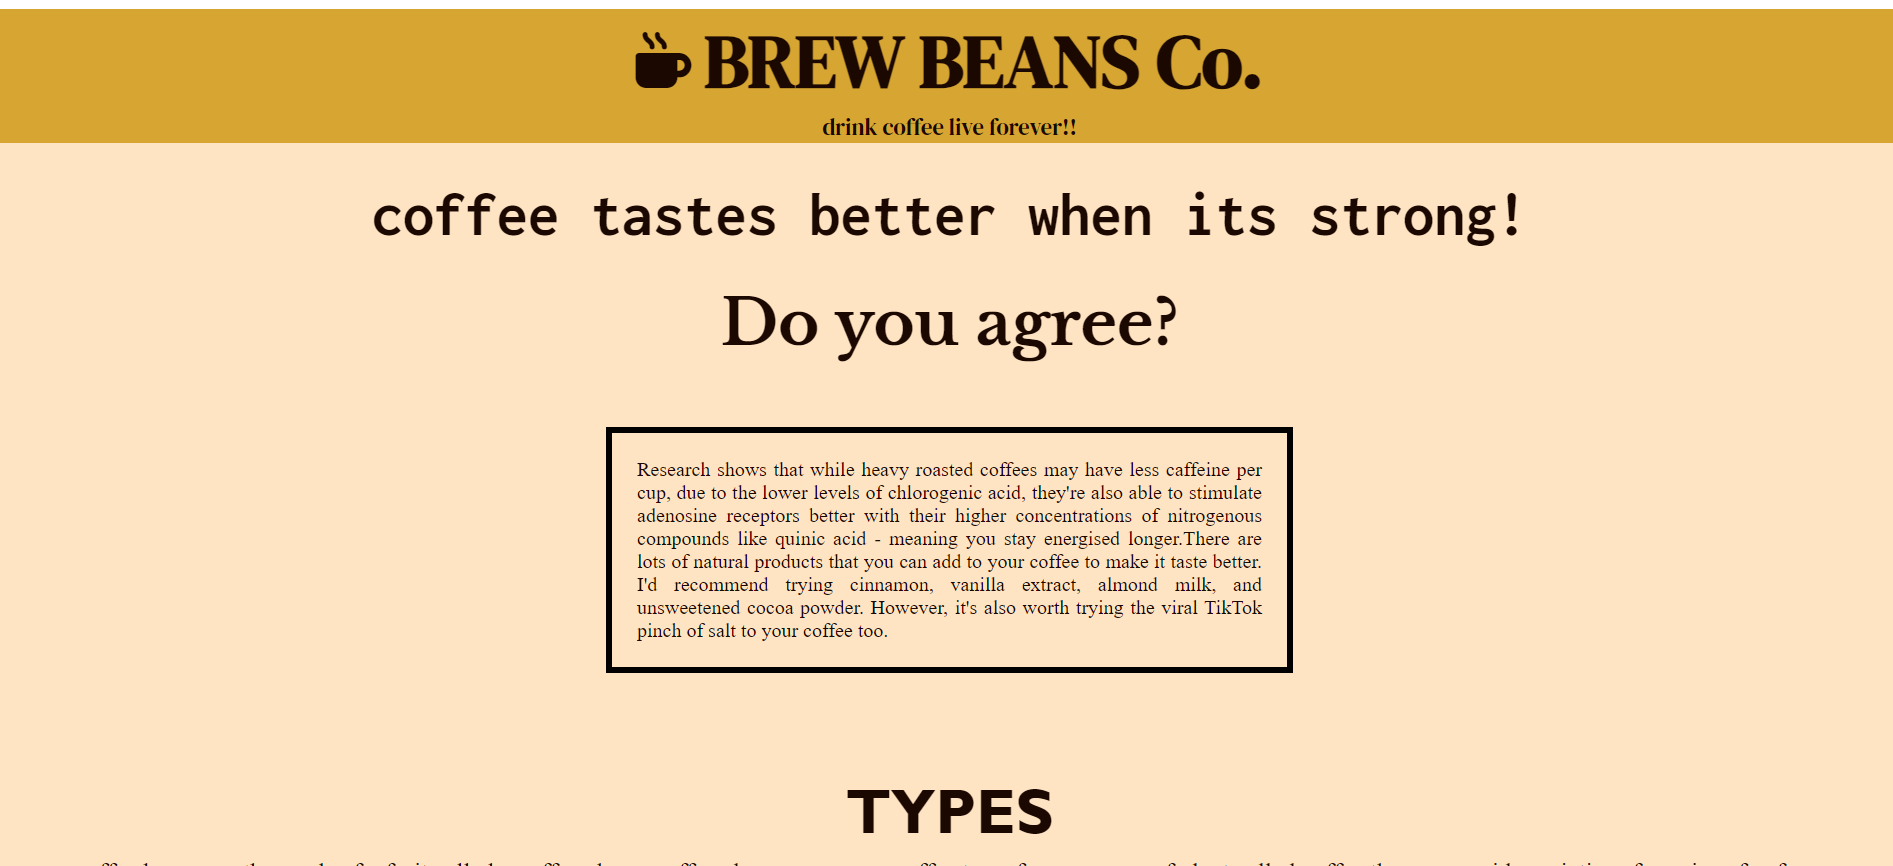 BREW BEANS Co.
drink coffee live forever!!
coffee tastes better when its strong!
Do you agree?
Research shows that while heavy roasted coffees may have less caffeine per
cup, due to the lower levels of chlorogenic acid, they're also able to stimulate
adenosine receptors better with their higher concentrations of nitrogenous
compounds like quinic acid - meaning you stay energised longer.There are
lots of natural products that you can add to your coffee to make it taste better.
I'd recommend trying cinnamon, vanilla extract, almond milk, and
unsweetened cocoa powder. However, it's also worth trying the viral TikTok
pinch of salt to your coffee too.
TYPES